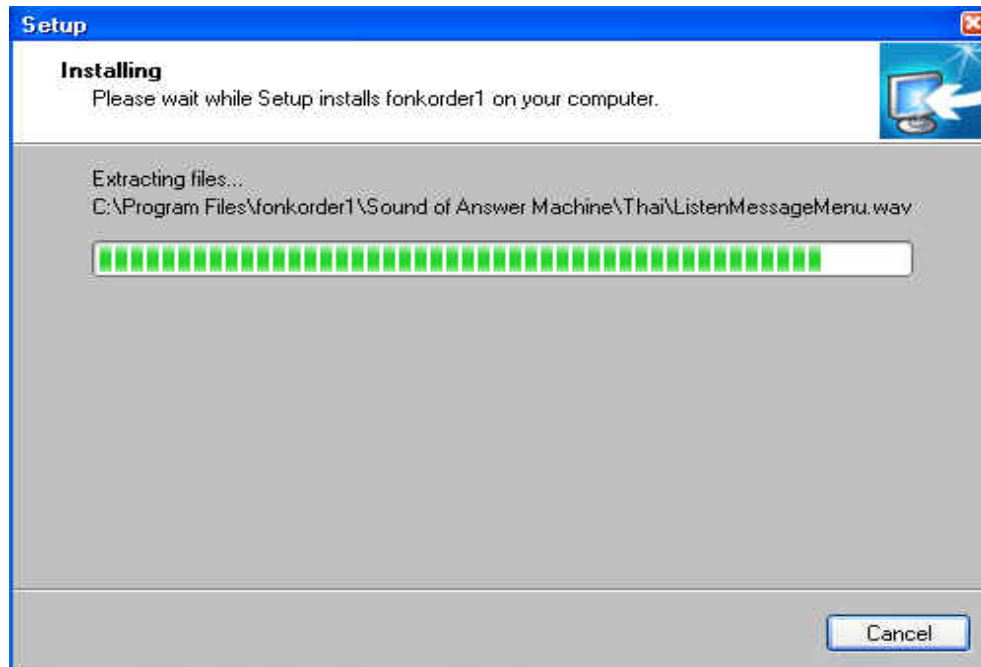 Setup
Installing
Please wait while Setup installs fonkorder1 on your computer.
Extracting files...
C:\Program Files\fonkorder1\Sound of Answer Machine\Thai\ListenMessageMenu.wav
Cancel